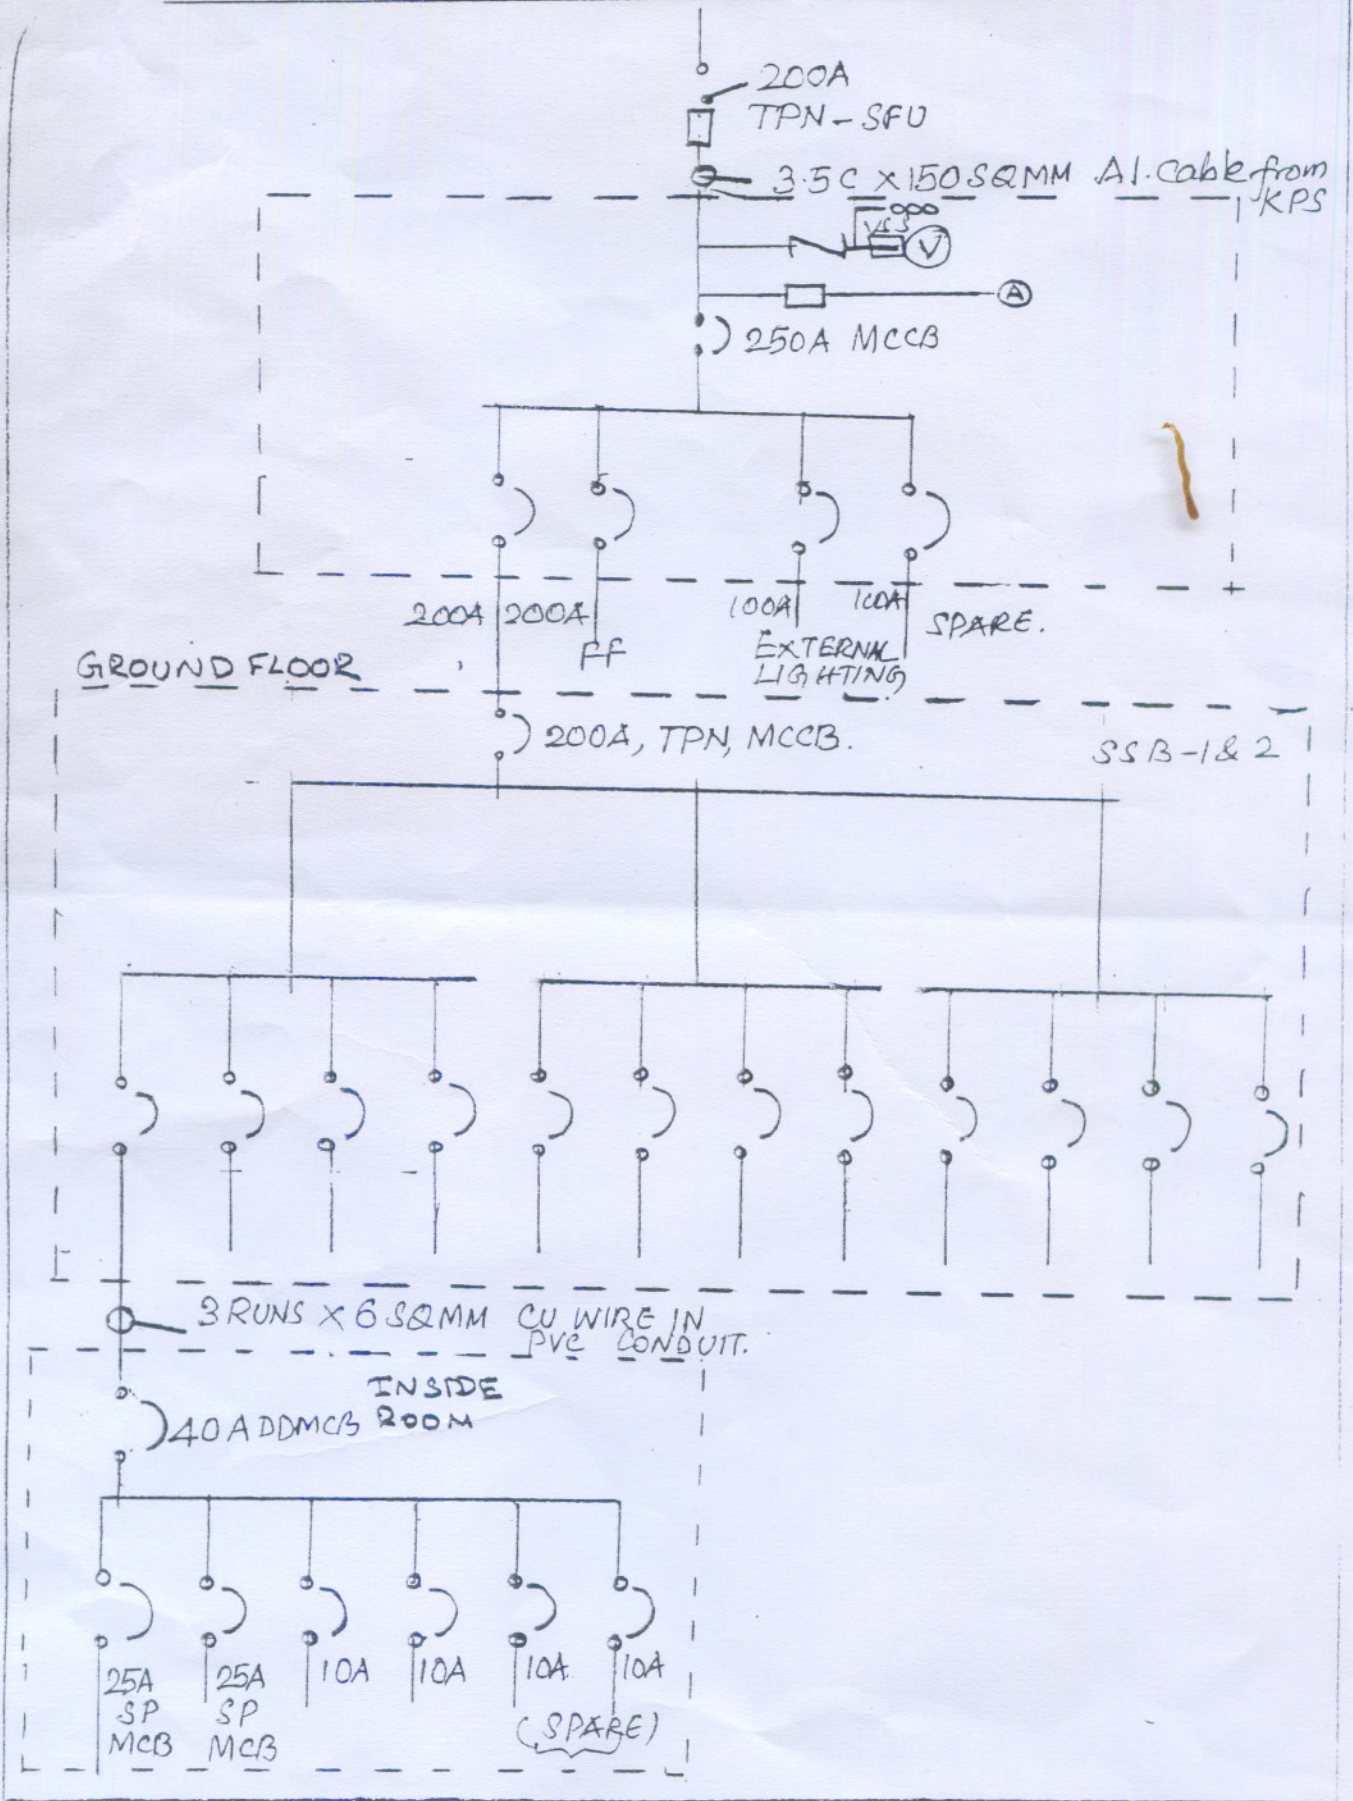 200A
TPN-SFU
3.5C X 150SQMM Al. Cable from
KPS
VSS
V
A
250A MCCB
200A 200A 100A 100A
FF
EXTERNAL
LIGHTING
SPARE.
GROUND FLOOR
200A, TPN, MCCB.
SSB-1 & 2
3 RUNS X 6 SQMM CU WIRE IN
PVC CONDUIT.
INSIDE
ROOM
40A DDMCB
25A
SP
MCB
25A
SP
MCB
10A
10A
10A
10A
(SPARE)